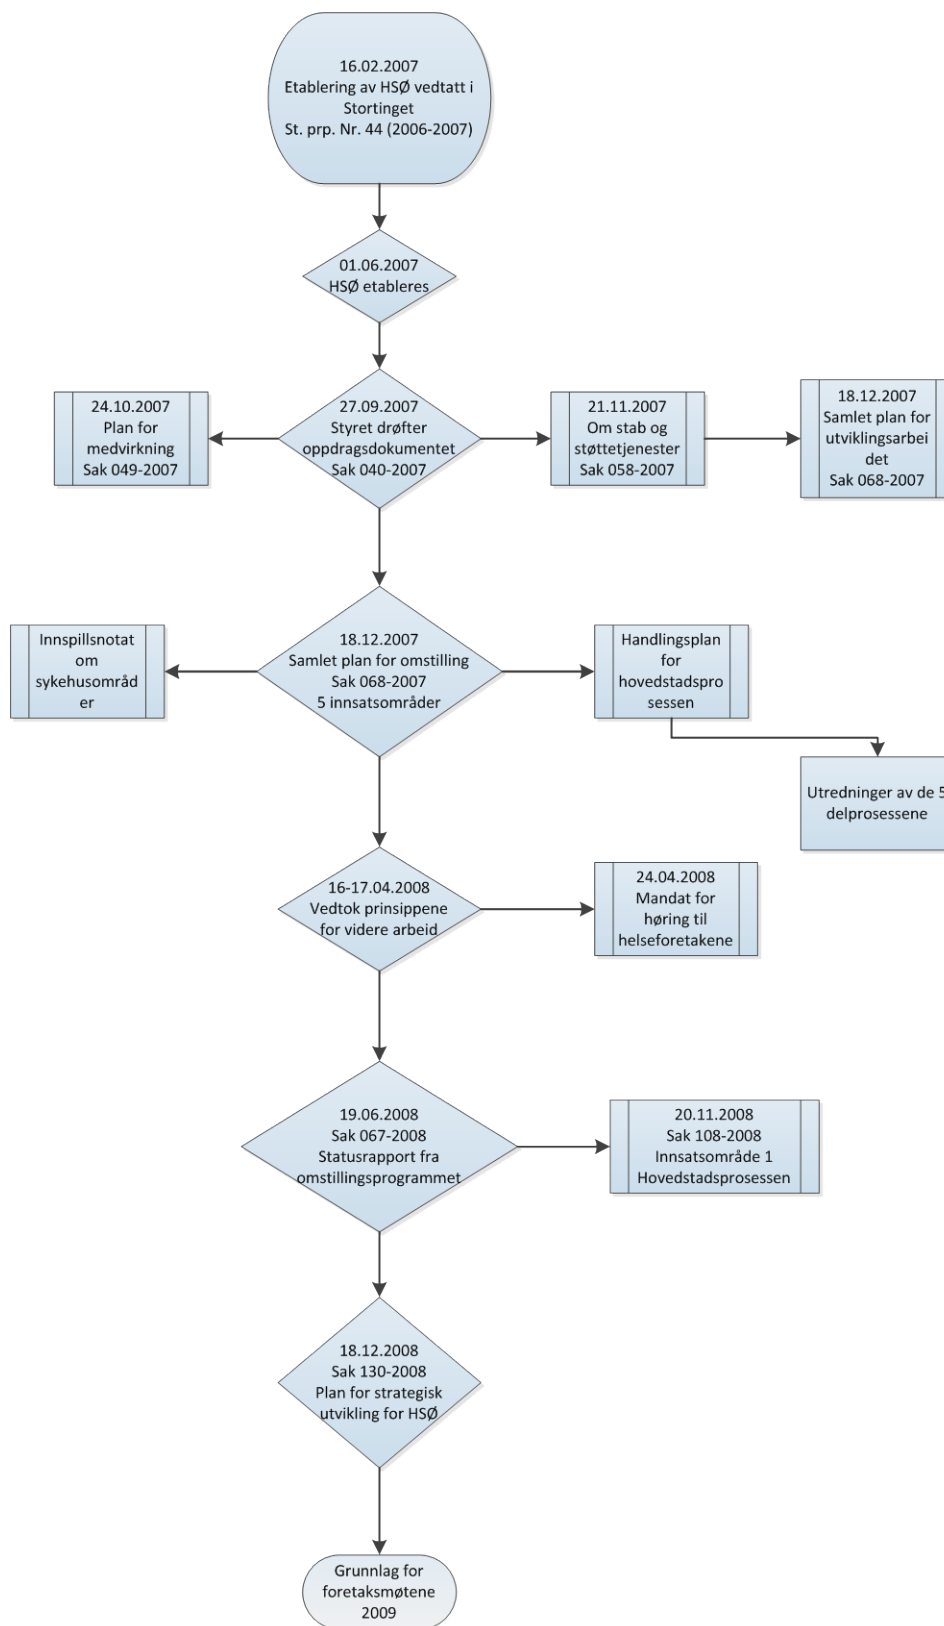 16.02.2007
Etablering av HSØ vedtatt i
Stortinget
St. prp. Nr. 44 (2006-2007)
01.06.2007
HSØ etableres
24.10.2007
Plan for
medvirkning
Sak 049-2007
27.09.2007
Styret drøfter
oppdragsdokumentet
Sak 040-2007
21.11.2007
Om stab og
støttetjenester
Sak 058-2007
18.12.2007
Samlet plan for
utviklingsarbei
det
Sak 068-2007
Innspillsnotat
om
sykehusområd
er
18.12.2007
Samlet plan for omstilling
Sak 068-2007
5 innsatsområder
Handlingsplan
for
hovedstadspro
sessen
Utredninger av de 5
delprosessene
16-17.04.2008
Vedtok prinsippene
for videre arbeid
24.04.2008
Mandat for
høring til
helseforetakene
19.06.2008
Sak 067-2008
Statusrapport fra
omstillingsprogrammet
20.11.2008
Sak 108-2008
Innsatsområde 1
Hovedstadsprosessen
18.12.2008
Sak 130-2008
Plan for strategisk
utvikling for HSØ
Grunnlag for
foretaksmøtene
2009